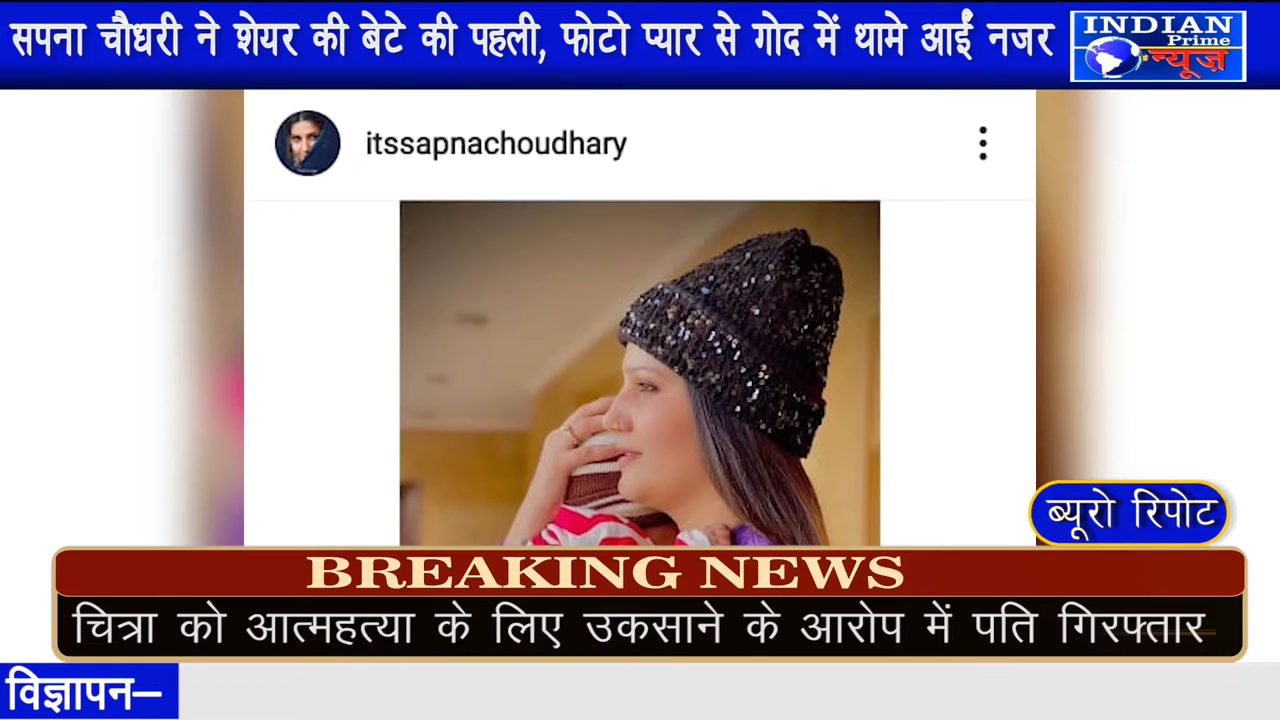 सपना चौधरी ने शेयर की बेटे की पहली, फोटो प्यार से गोद में थामे आईं नजर
INDIAN
Prime
न्यूज़
itssapnachoudhary
ब्यूरो रिपोट
BREAKING NEWS
चित्रा को आत्महत्या के लिए उकसाने के आरोप में पति गिरफ्तार
विज्ञापन–